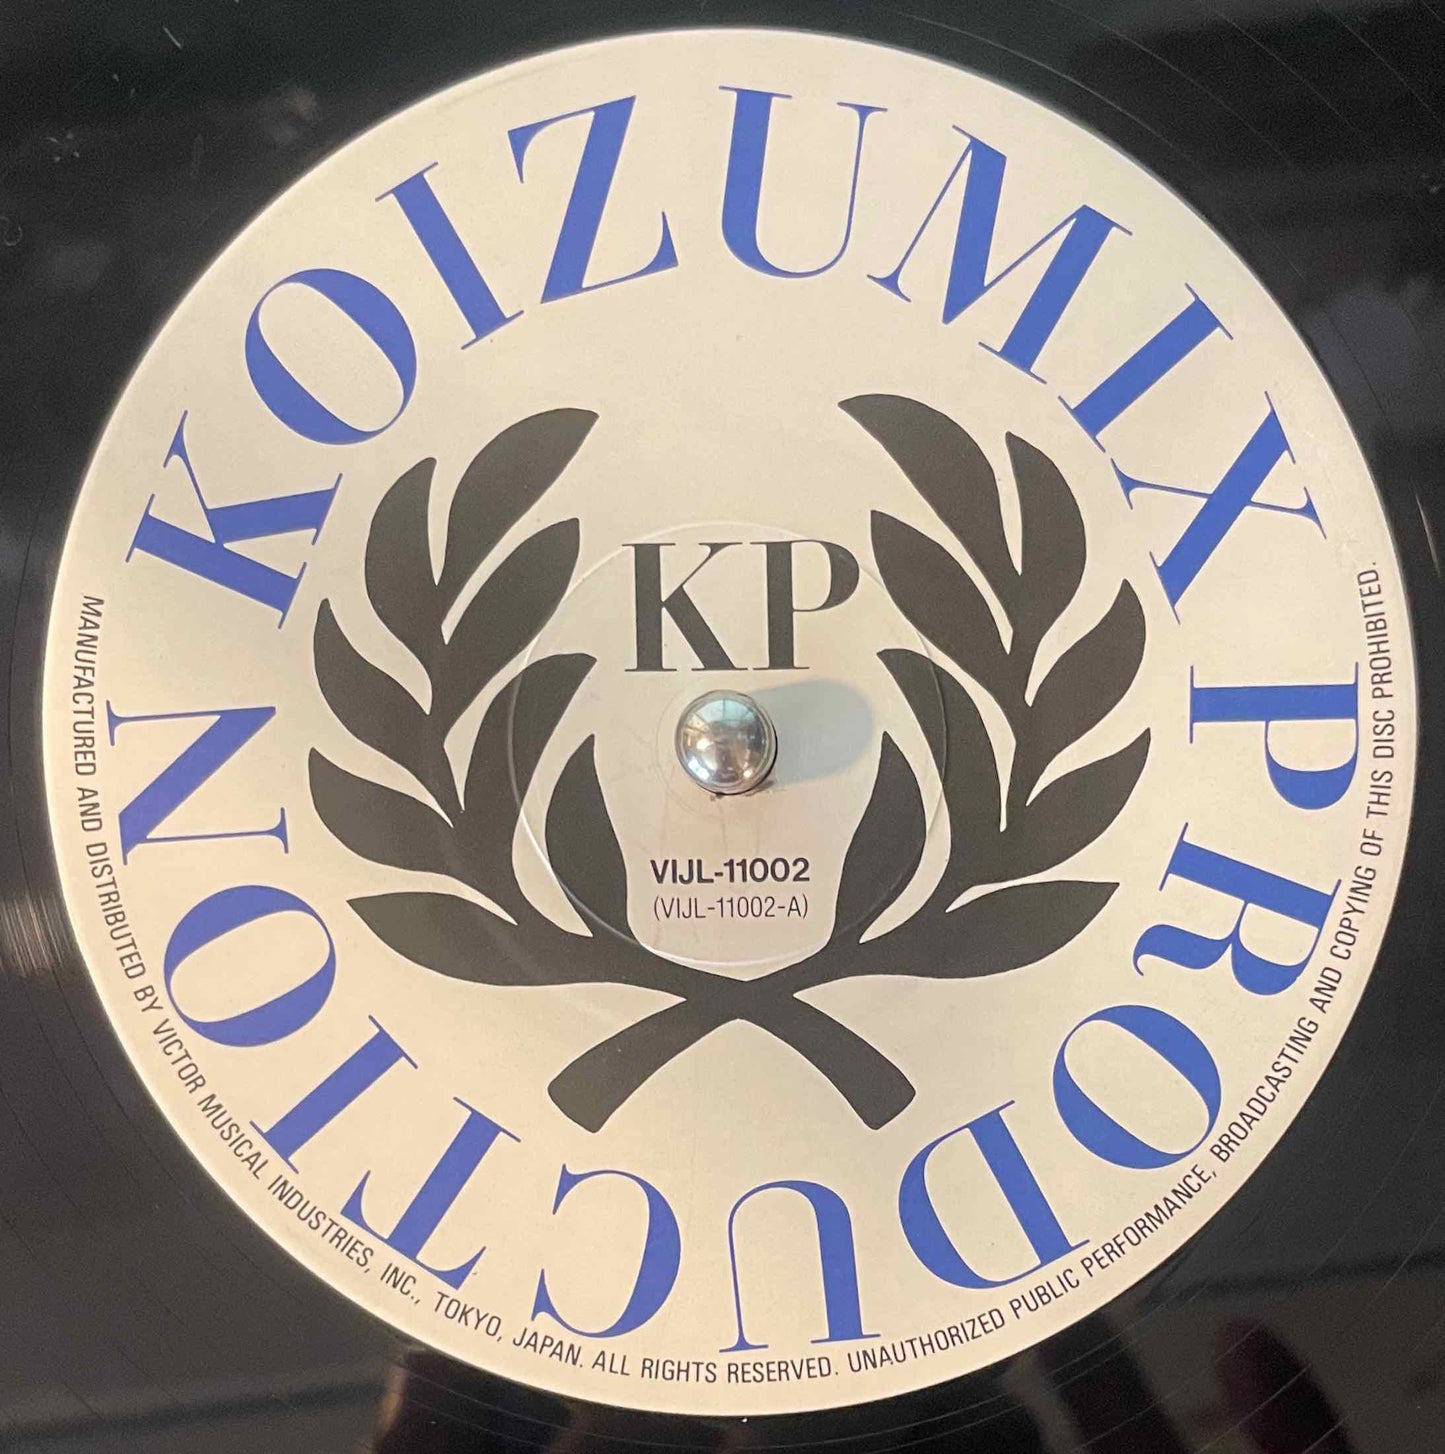 KOIZUMIX PRODUCTION
KP
VIJL-11002
(VIJL-11002-A)
MANUFACTURED AND DISTRIBUTED BY VICTOR MUSICAL INDUSTRIES, INC., TOKYO, JAPAN. ALL RIGHTS RESERVED. UNAUTHORIZED PUBLIC PERFORMANCE, BROADCASTING AND COPYING OF THIS DISC PROHIBITED.